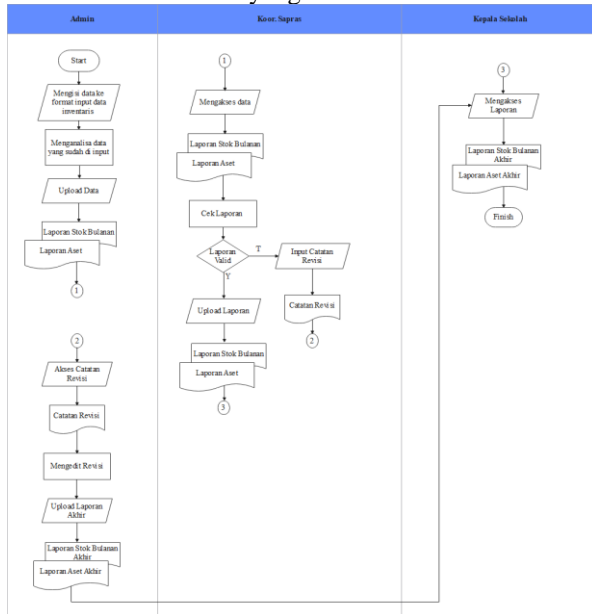 yang
Admin
Koor. Sapras
Kepala Sekolah
Start
Mengisi data ke
format input data
inventaris
Menganalisa data
yang sudah di input
Upload Data
Laporan Stok Bulanan
Laporan Aset
1
2
Akses Catatan
Revisi
Catatan Revisi
Mengedit Revisi
Upload Laporan
Akhir
Laporan Stok Bulanan
Akhir
Laporan Aset Akhir
1
Mengakses data
Laporan Stok Bulanan
Laporan Aset
Cek Laporan
Laporan
Valid
T
Y
Input Catatan
Revisi
Catatan Revisi
2
Upload Laporan
Laporan Stok Bulanan
Laporan Aset
3
3
Mengakses
Laporan
Laporan Stok Bulanan
Akhir
Laporan Aset Akhir
Finish